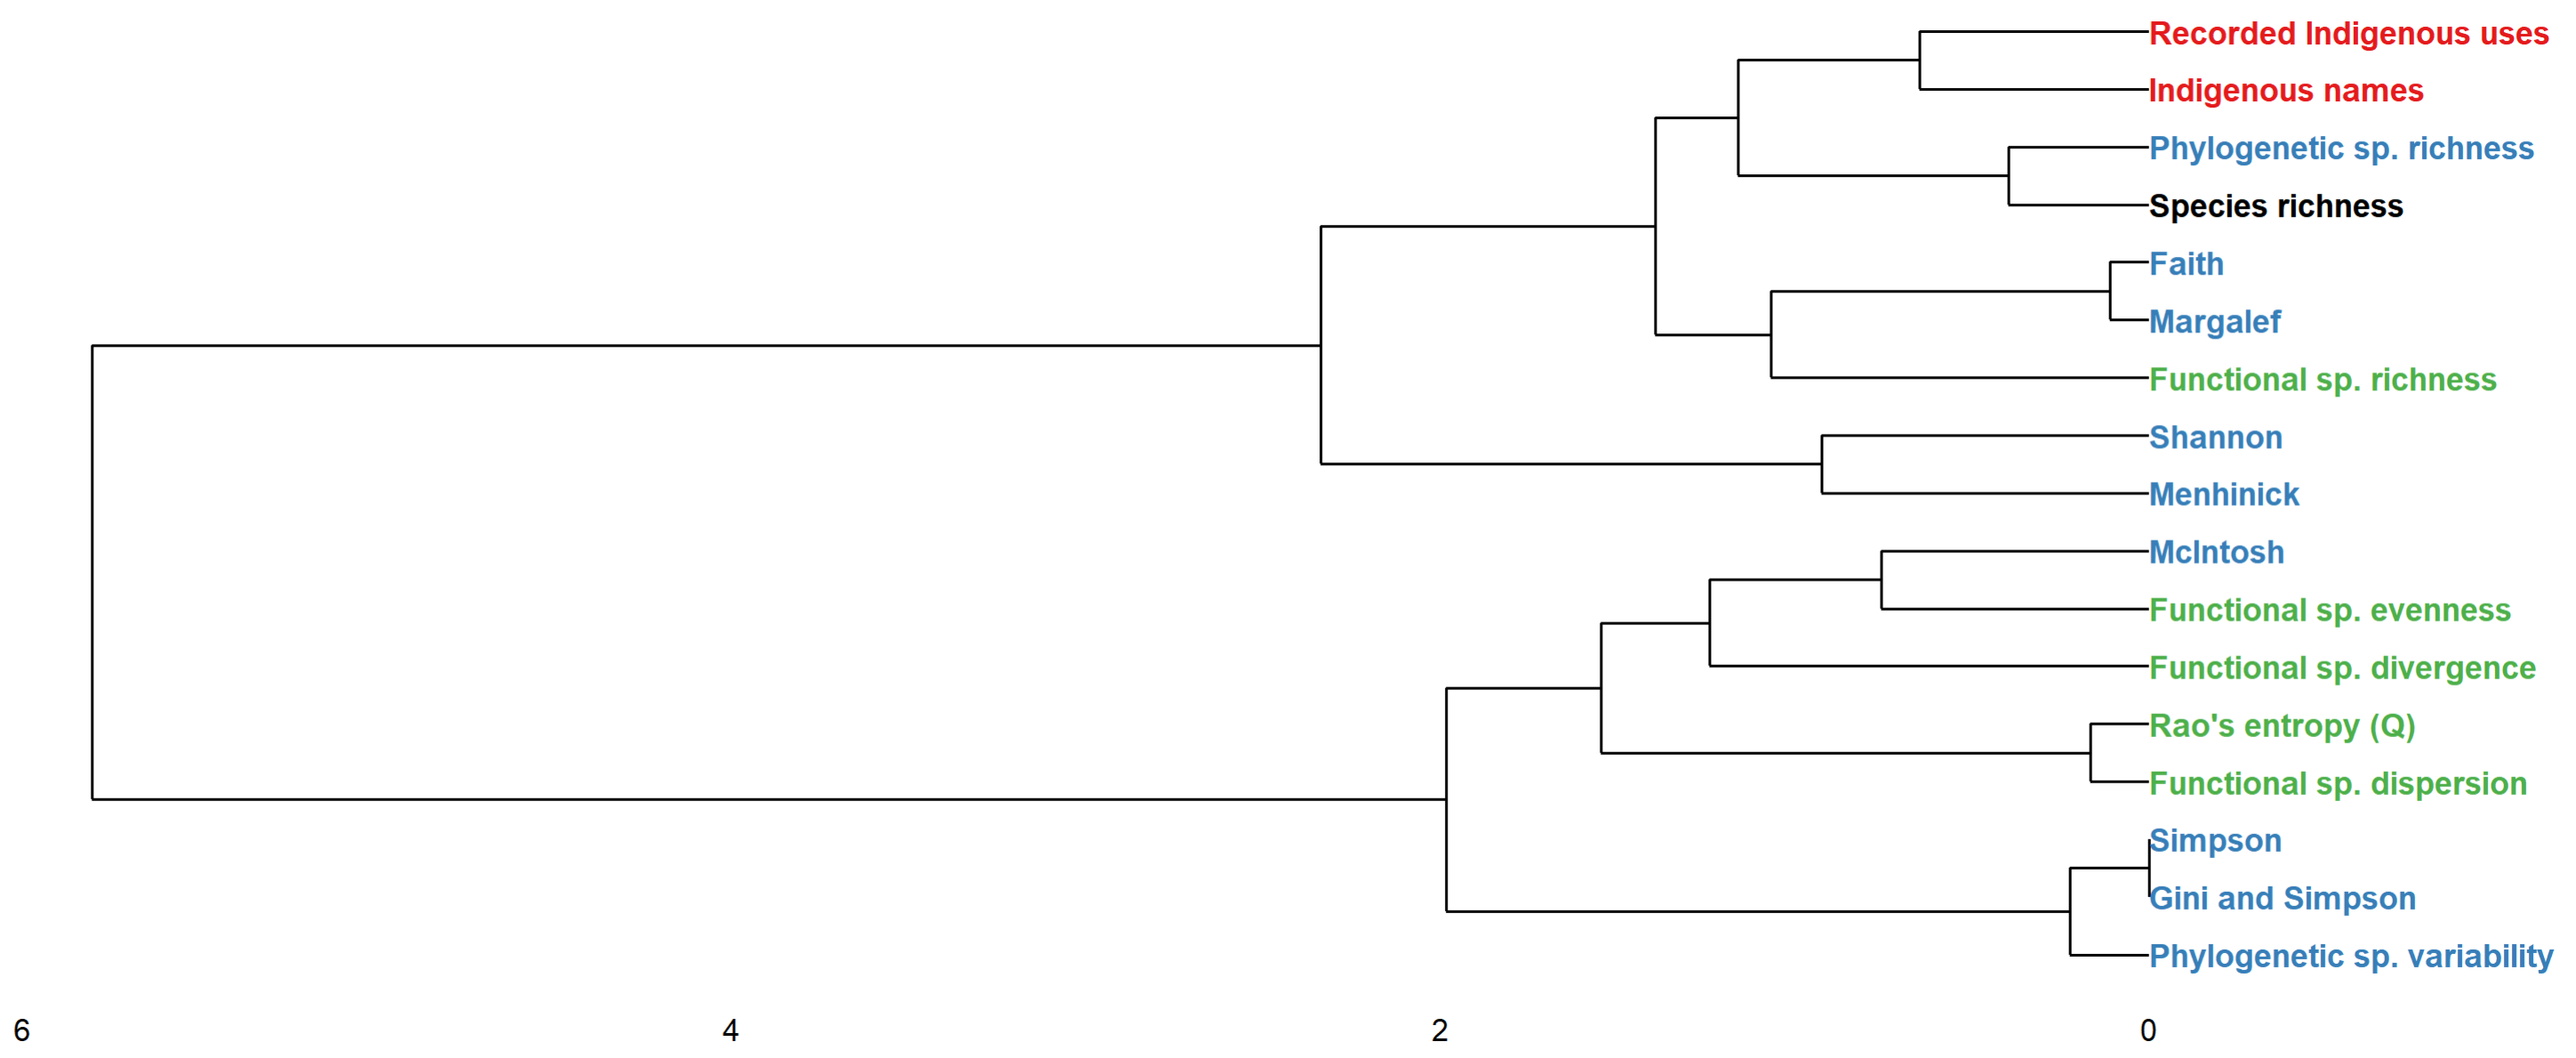 Recorded Indigenous uses
Indigenous names
Phylogenetic sp. richness
Species richness
Faith
Margalef
Functional sp. richness
Shannon
Menhinick
McIntosh
Functional sp. evenness
Functional sp. divergence
Rao's entropy (Q)
Functional sp. dispersion
Simpson
Gini and Simpson
Phylogenetic sp. variability
6 4 2 0